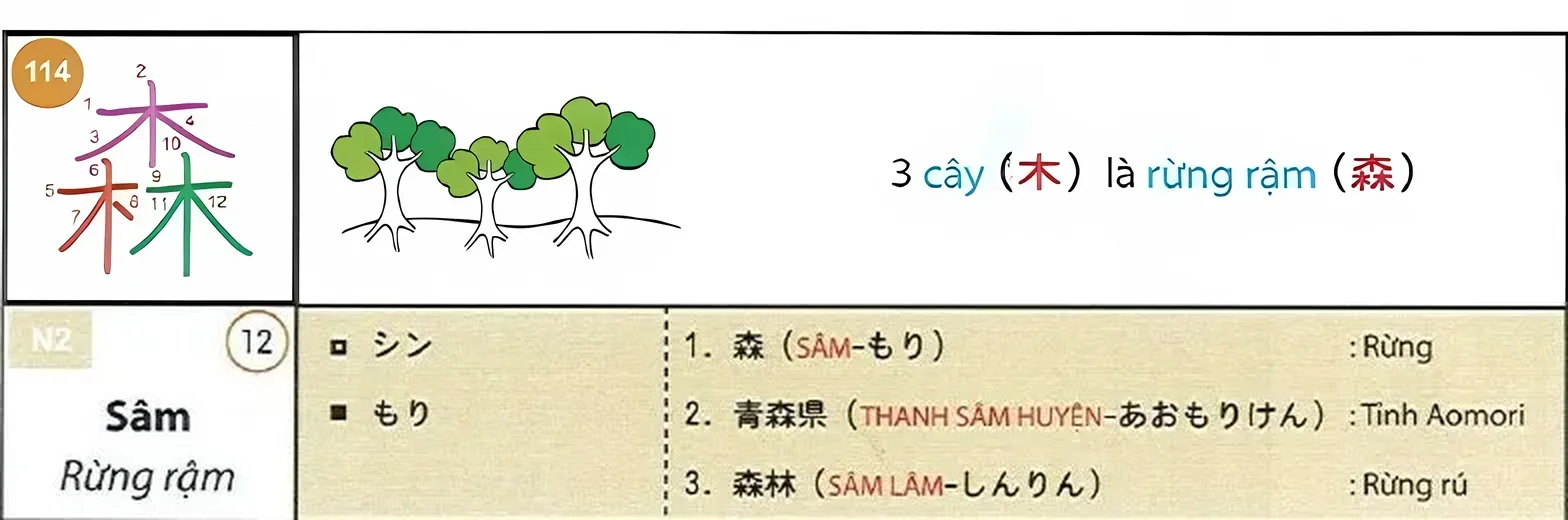 114
2
1
4
3
10
6
9
5
8
11
12
7
3 cây (木) là rừng rậm (森)
N2
12
Sâm
Rừng rậm
シン
もり
1. 森 (SÂM-もり) : Rừng
2. 青森県 (THANH SÂM HUYỆN-あおもりけん) : Tỉnh Aomori
3. 森林 (SÂM LÂM-しんりん) : Rừng rú